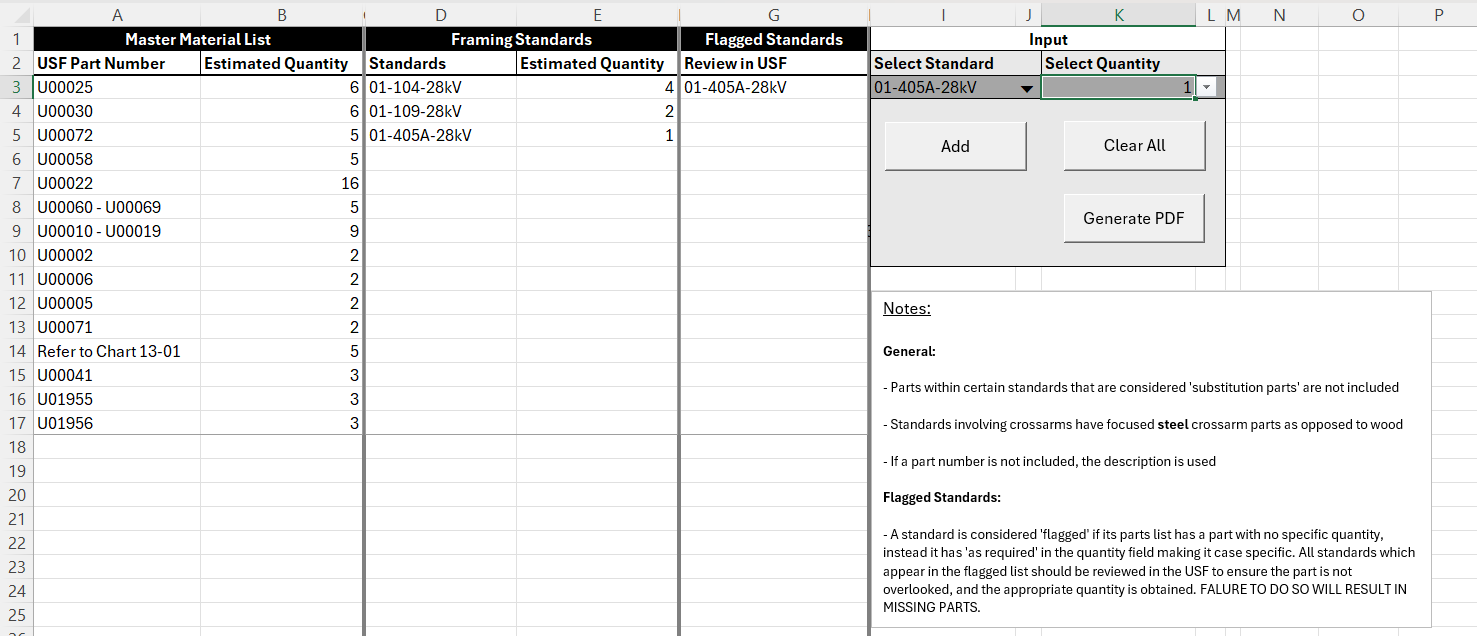 A B D E G I J K L M N O P
1 Master Material List Framing Standards Flagged Standards Input
2 USF Part Number Estimated Quantity Standards Estimated Quantity Review in USF Select Standard Select Quantity
3 U00025 6 01-104-28kV 4 01-405A-28kV 01-405A-28kV 1
4 U00030 6 01-109-28kV 2
5 U00072 5 01-405A-28kV 1
6 U00058 5
Add Clear All
7 U00022 16
8 U00060 - U00069 5
Generate PDF
9 U00010 - U00019 9
10 U00002 2
11 U00006 2
12 U00005 2
13 U00071 2
14 Refer to Chart 13-01 5
15 U00041 3
16 U01955 3
17 U01956 3
18
19
20
21
22
23
24
25
Notes:
General:
- Parts within certain standards that are considered 'substitution parts' are not included
- Standards involving crossarms have focused steel crossarm parts as opposed to wood
- If a part number is not included, the description is used
Flagged Standards:
- A standard is considered 'flagged' if its parts list has a part with no specific quantity,
instead it has 'as required' in the quantity field making it case specific. All standards which
appear in the flagged list should be reviewed in the USF to ensure the part is not
overlooked, and the appropriate quantity is obtained. FALURE TO DO SO WILL RESULT IN
MISSING PARTS.